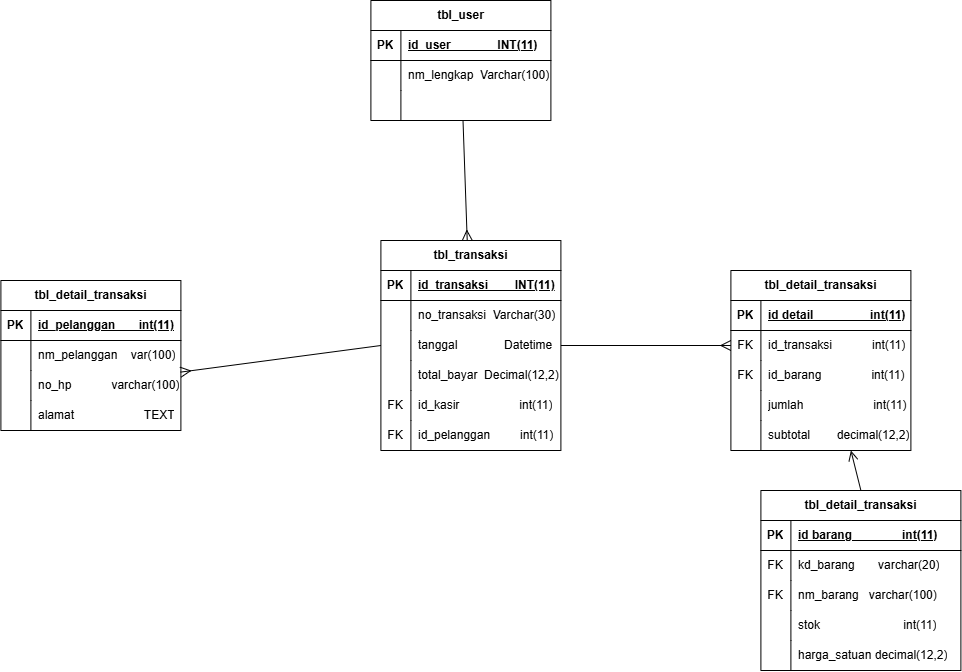 tbl_user
PK id_user INT(11)
nm_lengkap Varchar(100)
tbl_transaksi
PK id_transaksi INT(11)
no_transaksi Varchar(30)
tanggal Datetime
total_bayar Decimal(12,2)
FK id_kasir int(11)
FK id_pelanggan int(11)
tbl_detail_transaksi
PK id_pelanggan int(11)
nm_pelanggan var(100)
no_hp varchar(100)
alamat TEXT
tbl_detail_transaksi
PK id detail int(11)
FK id_transaksi int(11)
FK id_barang int(11)
jumlah int(11)
subtotal decimal(12,2)
tbl_detail_transaksi
PK id barang int(11)
FK kd_barang varchar(20)
FK nm_barang varchar(100)
stok int(11)
harga_satuan decimal(12,2)